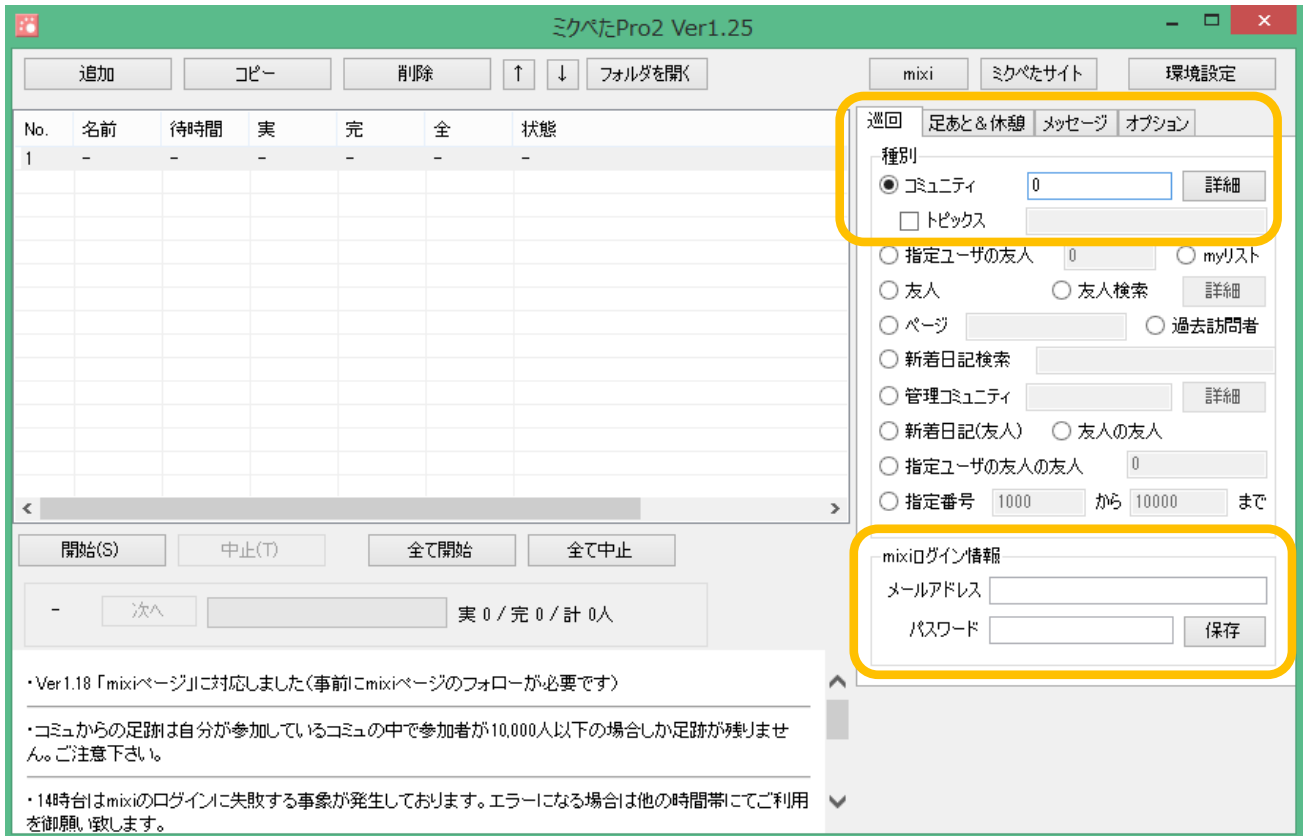 ミクペたPro2 Ver1.25
追加 コピー 削除 ↑ ↓ フォルダを開く mixi ミクペたサイト 環境設定
No. 名前 待時間 実 完 全 状態
1 - - - - - -
巡回 足あと&休憩 メッセージ オプション
種別
コミュニティ 0 詳細
トピックス
指定ユーザの友人 0 myリスト
友人 友人検索 詳細
ページ 過去訪問者
新着日記検索
管理コミュニティ 詳細
新着日記(友人) 友人の友人
指定ユーザの友人の友人 0
指定番号 1000 から 10000 まで
開始(S) 中止(T) 全て開始 全て中止
- 次へ 実 0 / 完 0 / 計 0人
mixiログイン情報
メールアドレス
パスワード 保存
・Ver1.18 「mixiページ」に対応しました(事前にmixiページのフォローが必要です)
・コミュからの足跡は自分が参加しているコミュの中で参加者が10,000人以下の場合しか足跡が残りませ
ん。ご注意下さい。
・14時台はmixiのログインに失敗する事象が発生しております。エラーになる場合は他の時間帯にてご利用
を御願い致します。